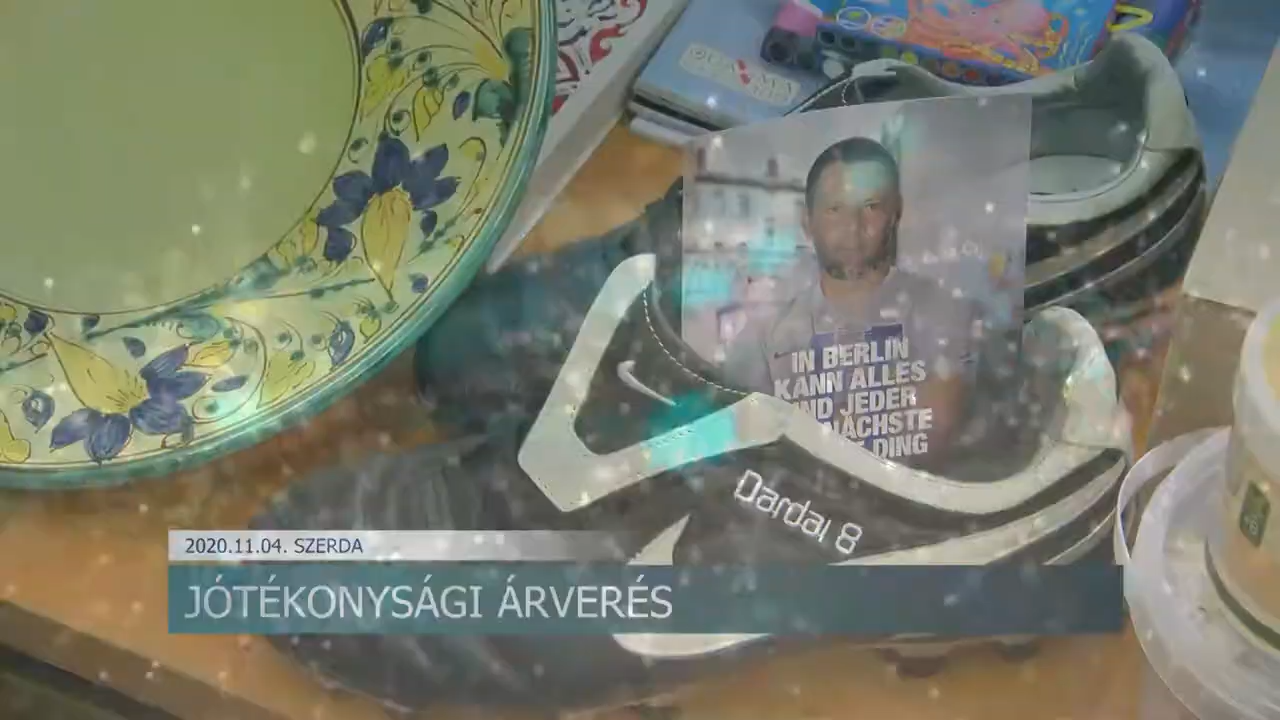 IN BERLIN
KANN ALLES
UND JEDER
NÄCHSTE
DING
Dardai 8
2020.11.04. SZERDA
JÓTÉKONYSÁGI ÁRVERÉS